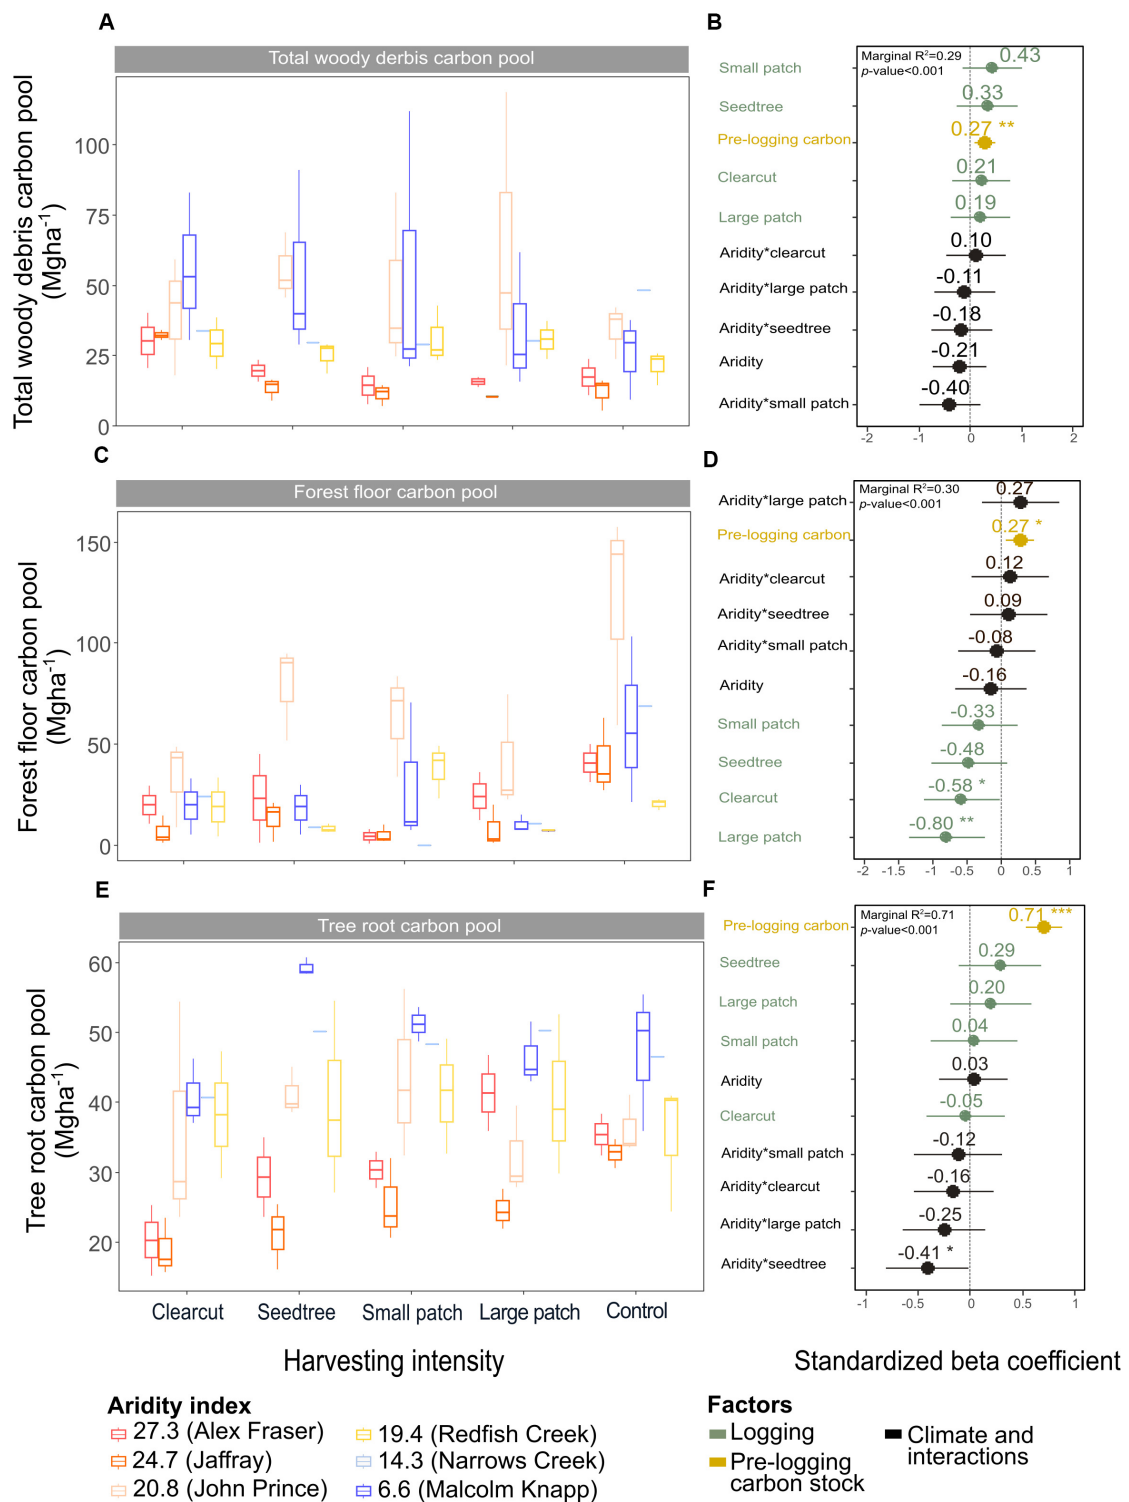 A
Total woody derbis carbon pool
Total woody debris carbon pool
(Mgha-1)
100
75
50
25
0
B
Marginal R2=0.29
p-value<0.001
Small patch
0.43
Seedtree
0.33
Pre-logging carbon
0.27 **
Clearcut
0.21
Large patch
0.19
Aridity*clearcut
0.10
Aridity*large patch
-0.11
Aridity*seedtree
-0.18
Aridity
-0.21
Aridity*small patch
-0.40
-2 -1 0 1 2
C
Forest floor carbon pool
Forest floor carbon pool
(Mgha-1)
150
100
50
0
D
Marginal R2=0.30
p-value<0.001
Aridity*large patch
0.27
Pre-logging carbon
0.27 *
Aridity*clearcut
0.12
Aridity*seedtree
0.09
Aridity*small patch
-0.08
Aridity
-0.16
Small patch
-0.33
Seedtree
-0.48
Clearcut
-0.58 *
Large patch
-0.80 **
-2 -1.5 -1 -0.5 0 0.5 1
E
Tree root carbon pool
Tree root carbon pool
(Mgha-1)
60
50
40
30
20
Clearcut Seedtree Small patch Large patch Control
Harvesting intensity
F
Marginal R2=0.71
p-value<0.001
Pre-logging carbon
0.71 ***
Seedtree
0.29
Large patch
0.20
Small patch
0.04
Aridity
0.03
Clearcut
-0.05
Aridity*small patch
-0.12
Aridity*clearcut
-0.16
Aridity*large patch
-0.25
Aridity*seedtree
-0.41 *
-1 -0.5 0 0.5 1
Standardized beta coefficient
Aridity index
27.3 (Alex Fraser)
24.7 (Jaffray)
20.8 (John Prince)
19.4 (Redfish Creek)
14.3 (Narrows Creek)
6.6 (Malcolm Knapp)
Factors
Logging
Pre-logging
carbon stock
Climate and
interactions